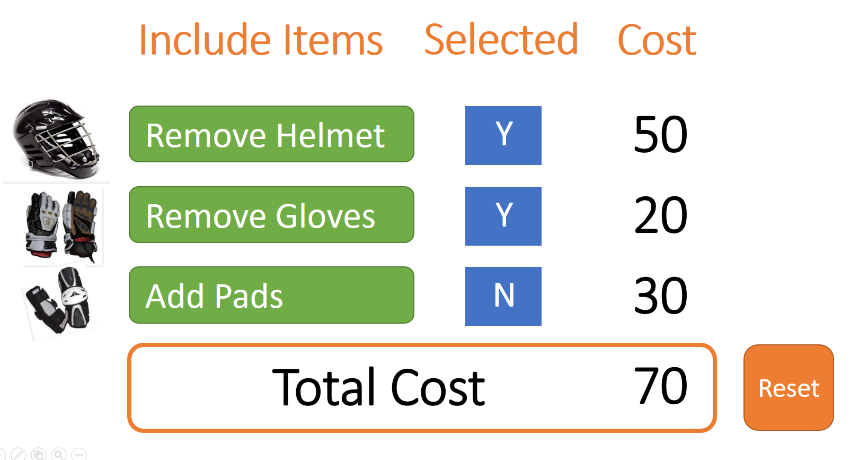 Include Items Selected Cost
Remove Helmet Y 50
Remove Gloves Y 20
Add Pads N 30
Total Cost 70
Reset